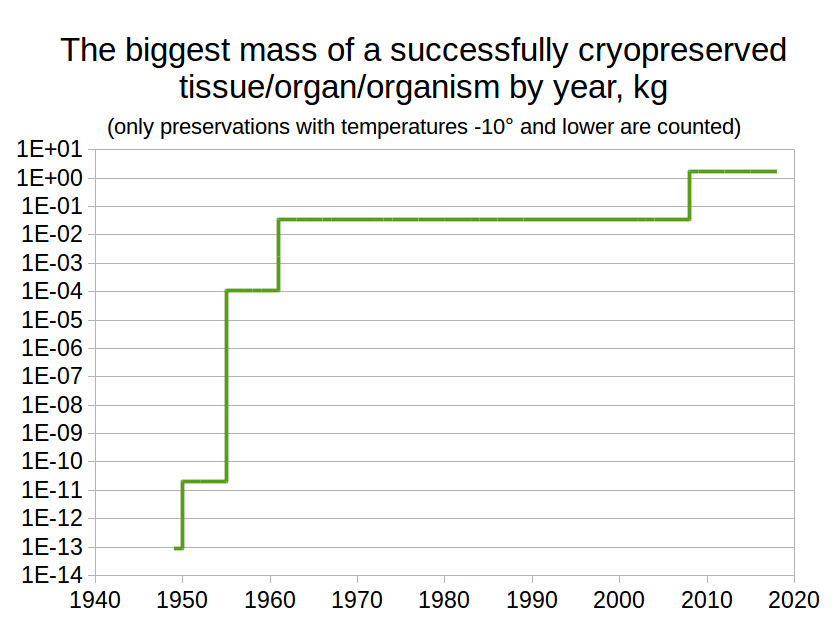 The biggest mass of a successfully cryopreserved
tissue/organ/organism by year, kg
(only preservations with temperatures -10° and lower are counted)
1E+01
1E+00
1E-01
1E-02
1E-03
1E-04
1E-05
1E-06
1E-07
1E-08
1E-09
1E-10
1E-11
1E-12
1E-13
1E-14
1940 1950 1960 1970 1980 1990 2000 2010 2020